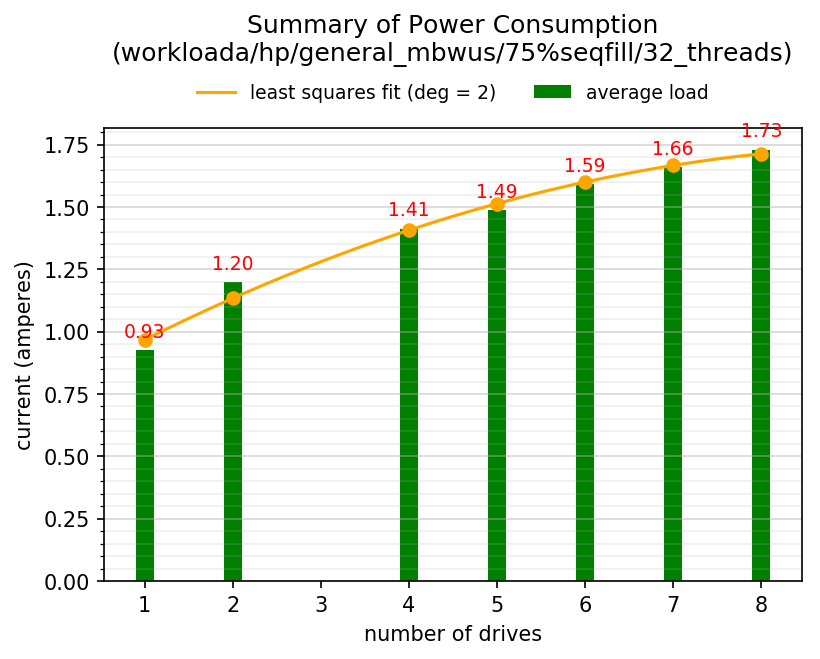 Summary of Power Consumption
(workloada/hp/general_mbwus/75%seqfill/32_threads)
least squares fit (deg = 2)
average load
current (amperes)
1.75
1.50
1.25
1.00
0.75
0.50
0.25
0.00
0.93
1.20
1.41
1.49
1.59
1.66
1.73
1 2 3 4 5 6 7 8
number of drives